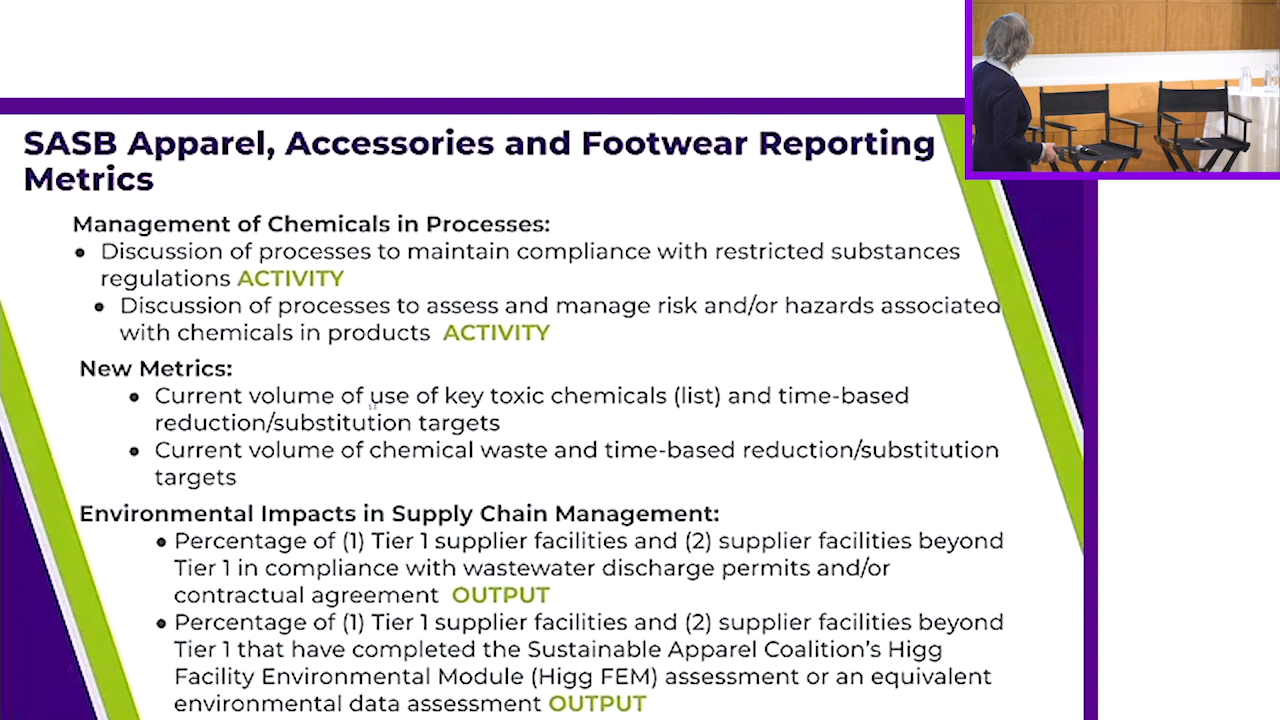 SASB Apparel, Accessories and Footwear Reporting
Metrics
Management of Chemicals in Processes:
• Discussion of processes to maintain compliance with restricted substances
regulations ACTIVITY
• Discussion of processes to assess and manage risk and/or hazards associated
with chemicals in products ACTIVITY
New Metrics:
• Current volume of use of key toxic chemicals (list) and time-based
reduction/substitution targets
• Current volume of chemical waste and time-based reduction/substitution
targets
Environmental Impacts in Supply Chain Management:
• Percentage of (1) Tier 1 supplier facilities and (2) supplier facilities beyond
Tier 1 in compliance with wastewater discharge permits and/or
contractual agreement OUTPUT
• Percentage of (1) Tier 1 supplier facilities and (2) supplier facilities beyond
Tier 1 that have completed the Sustainable Apparel Coalition's Higg
Facility Environmental Module (Higg FEM) assessment or an equivalent
environmental data assessment OUTPUT